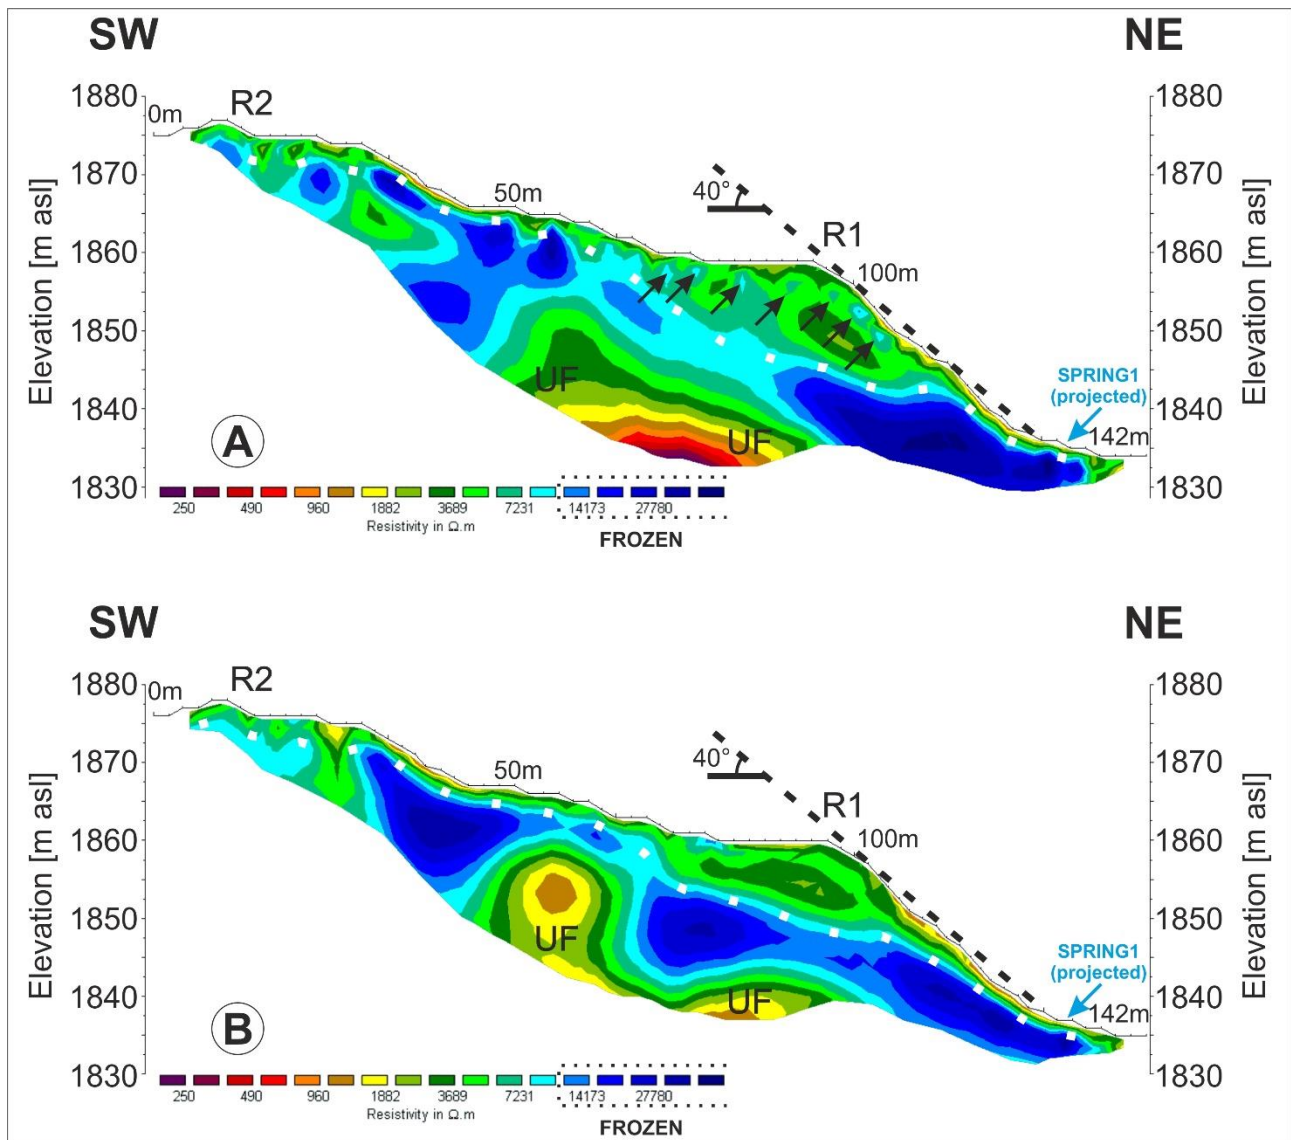 SW
NE
1880
1870
1860
1850
1840
1830
Elevation [m asl]
0m
R2
50m
40°
R1
100m
UF
UF
SPRING1
(projected)
142m
1880
1870
1860
1850
1840
1830
Elevation [m asl]
A
250 490 960 1882 3689 7231 14173 27780
Resistivity in Ω.m
FROZEN
SW
NE
1880
1870
1860
1850
1840
1830
Elevation [m asl]
0m
R2
50m
40°
R1
100m
UF
UF
SPRING1
(projected)
142m
1880
1870
1860
1850
1840
1830
Elevation [m asl]
B
250 490 960 1882 3689 7231 14173 27780
Resistivity in Ω.m
FROZEN